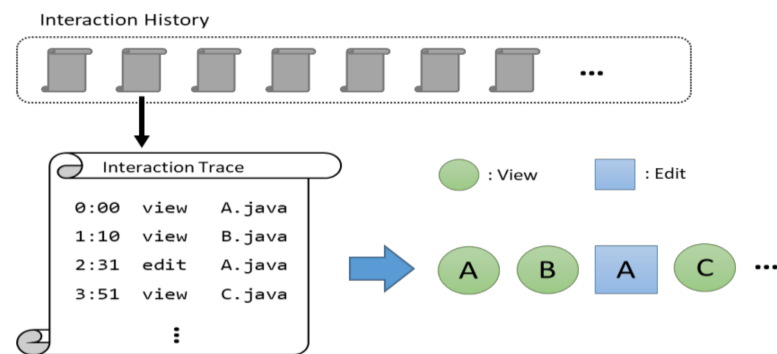 Interaction History
...
Interaction Trace
0:00 view A.java
1:10 view B.java
2:31 edit A.java
3:51 view C.java
⋮
: View : Edit
A B A C ...